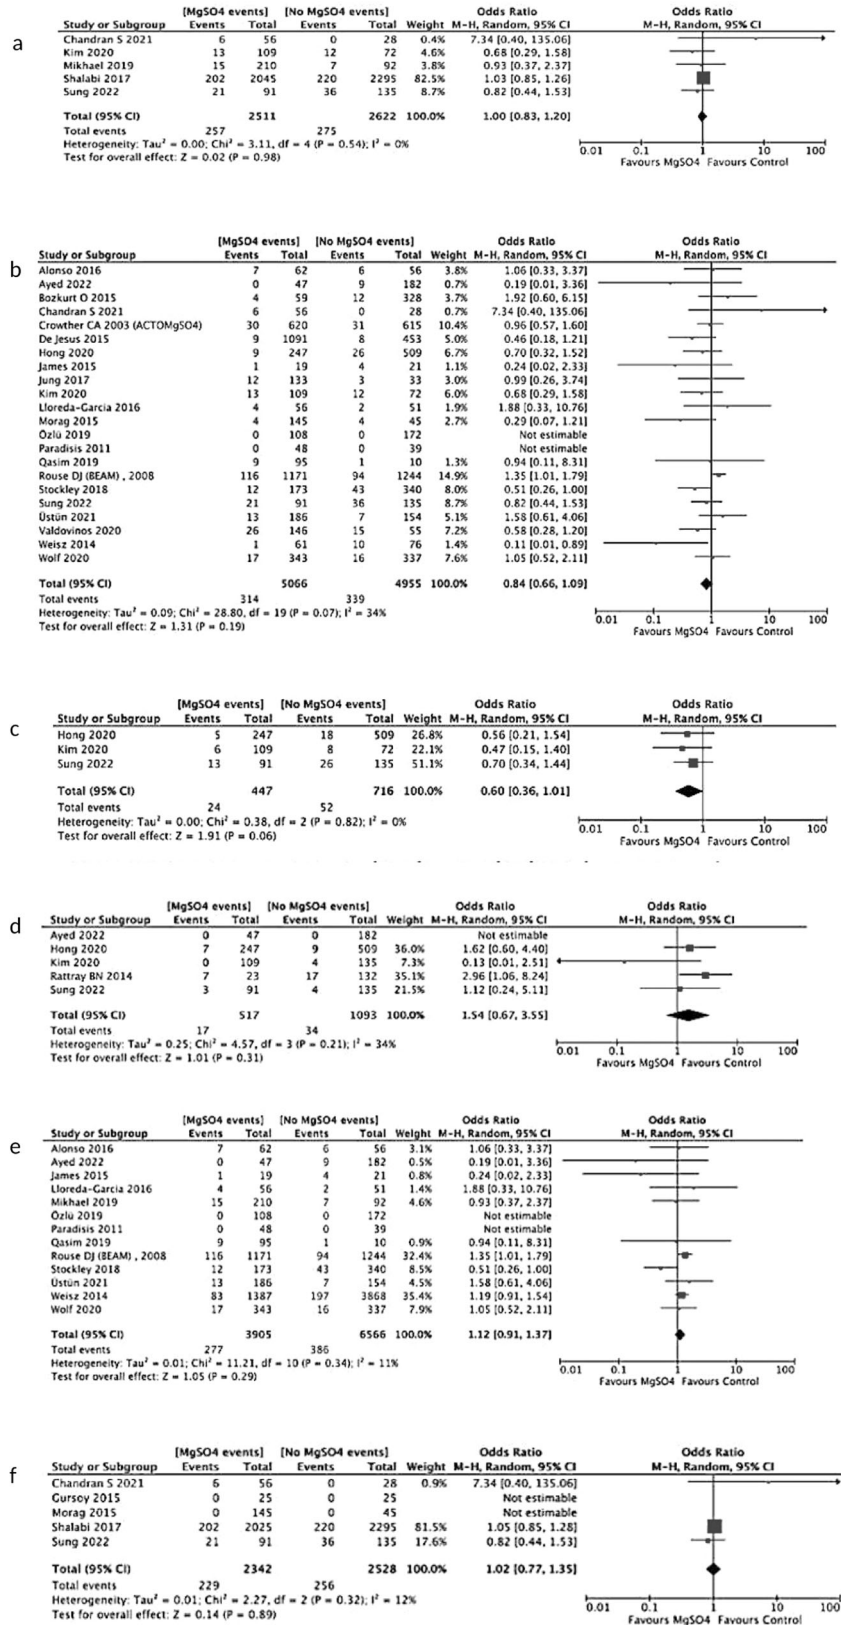 a
[MgSO4 events] [No MgSO4 events] Odds Ratio Odds Ratio
Study or Subgroup Events Total Events Total Weight M-H, Random, 95% CI M-H, Random, 95% CI
Chandran S 2021 6 56 0 28 0.4% 7.34 [0.40, 135.06]
Kim 2020 13 109 12 72 4.6% 0.68 [0.29, 1.58]
Mikhael 2019 15 210 7 92 3.8% 0.93 [0.37, 2.37]
Shalabi 2017 202 2045 220 2295 82.5% 1.03 [0.85, 1.26]
Sung 2022 21 91 36 135 8.7% 0.82 [0.44, 1.53]
Total (95% CI) 2511 2622 100.0% 1.00 [0.83, 1.20]
Total events 257 275
Heterogeneity: Tau² = 0.00; Chi² = 3.11, df = 4 (P = 0.54); I² = 0%
Test for overall effect: Z = 0.02 (P = 0.98)
0.01 0.1 1 10 100
Favours MgSO4 Favours Control
b
[MgSO4 events] [No MgSO4 events] Odds Ratio Odds Ratio
Study or Subgroup Events Total Events Total Weight M-H, Random, 95% CI M-H, Random, 95% CI
Alonso 2016 7 62 6 56 3.8% 1.06 [0.33, 3.37]
Ayed 2022 0 47 9 182 0.7% 0.19 [0.01, 3.36]
Bozkurt O 2015 4 59 12 328 3.7% 1.92 [0.60, 6.15]
Chandran S 2021 6 56 0 28 0.7% 7.34 [0.40, 135.06]
Crowther CA 2003 (ACTOMgSO4) 30 620 31 615 10.4% 0.96 [0.57, 1.60]
De Jesus 2015 9 1091 8 453 5.0% 0.46 [0.18, 1.21]
Hong 2020 9 247 26 509 6.7% 0.70 [0.32, 1.52]
James 2015 1 19 4 21 1.1% 0.24 [0.02, 2.33]
Jung 2017 12 133 3 33 3.0% 0.99 [0.26, 3.74]
Kim 2020 13 109 12 72 6.0% 0.68 [0.29, 1.58]
Lloreda-Garcia 2016 4 56 2 51 1.9% 1.88 [0.33, 10.76]
Morag 2015 4 145 4 45 2.7% 0.29 [0.07, 1.21]
Özlü 2019 0 108 0 172 Not estimable
Paradisis 2011 0 48 0 39 Not estimable
Qasim 2019 9 95 1 10 1.3% 0.94 [0.11, 8.31]
Rouse DJ (BEAM) , 2008 116 1171 94 1244 14.9% 1.35 [1.01, 1.79]
Stockley 2018 12 173 43 340 8.0% 0.51 [0.26, 1.00]
Sung 2022 21 91 36 135 8.7% 0.82 [0.44, 1.53]
Üstün 2021 13 186 7 154 5.1% 1.58 [0.61, 4.06]
Valdovinos 2020 26 146 15 55 7.2% 0.58 [0.28, 1.20]
Weisz 2014 1 61 10 76 1.4% 0.11 [0.01, 0.89]
Wolf 2020 17 343 16 337 7.6% 1.05 [0.52, 2.11]
Total (95% CI) 5066 4955 100.0% 0.84 [0.66, 1.09]
Total events 314 339
Heterogeneity: Tau² = 0.09; Chi² = 28.80, df = 19 (P = 0.07); I² = 34%
Test for overall effect: Z = 1.31 (P = 0.19)
0.01 0.1 1 10 100
Favours MgSO4 Favours Control
c
[MgSO4 events] [No MgSO4 events] Odds Ratio Odds Ratio
Study or Subgroup Events Total Events Total Weight M-H, Random, 95% CI M-H, Random, 95% CI
Hong 2020 5 247 18 509 26.8% 0.56 [0.21, 1.54]
Kim 2020 6 109 8 72 22.1% 0.47 [0.15, 1.40]
Sung 2022 13 91 26 135 51.1% 0.70 [0.34, 1.44]
Total (95% CI) 447 716 100.0% 0.60 [0.36, 1.01]
Total events 24 52
Heterogeneity: Tau² = 0.00; Chi² = 0.38, df = 2 (P = 0.82); I² = 0%
Test for overall effect: Z = 1.91 (P = 0.06)
0.01 0.1 1 10 100
Favours MgSO4 Favours Control
d
[MgSO4 events] [No MgSO4 events] Odds Ratio Odds Ratio
Study or Subgroup Events Total Events Total Weight M-H, Random, 95% CI M-H, Random, 95% CI
Ayed 2022 0 47 0 182 Not estimable
Hong 2020 7 247 9 509 36.0% 1.62 [0.60, 4.40]
Kim 2020 0 109 4 135 7.3% 0.13 [0.01, 2.51]
Rattray BN 2014 7 23 17 132 35.1% 2.96 [1.06, 8.24]
Sung 2022 3 91 4 135 21.5% 1.12 [0.24, 5.11]
Total (95% CI) 517 1093 100.0% 1.54 [0.67, 3.55]
Total events 17 34
Heterogeneity: Tau² = 0.25; Chi² = 4.57, df = 3 (P = 0.21); I² = 34%
Test for overall effect: Z = 1.01 (P = 0.31)
0.01 0.1 1 10 100
Favours MgSO4 Favours Control
e
[MgSO4 events] [No MgSO4 events] Odds Ratio Odds Ratio
Study or Subgroup Events Total Events Total Weight M-H, Random, 95% CI M-H, Random, 95% CI
Alonso 2016 7 62 6 56 3.1% 1.06 [0.33, 3.37]
Ayed 2022 0 47 9 182 0.5% 0.19 [0.01, 3.36]
James 2015 1 19 4 21 0.8% 0.24 [0.02, 2.33]
Lloreda-Garcia 2016 4 56 2 51 1.4% 1.88 [0.33, 10.76]
Mikhael 2019 15 210 7 92 4.6% 0.93 [0.37, 2.37]
Özlü 2019 0 108 0 172 Not estimable
Paradisis 2011 0 48 0 39 Not estimable
Qasim 2019 9 95 1 10 0.9% 0.94 [0.11, 8.31]
Rouse DJ (BEAM) , 2008 116 1171 94 1244 32.4% 1.35 [1.01, 1.79]
Stockley 2018 12 173 43 340 8.5% 0.51 [0.26, 1.00]
Üstün 2021 13 186 7 154 4.5% 1.58 [0.61, 4.06]
Weisz 2014 83 1387 197 3868 35.4% 1.19 [0.91, 1.54]
Wolf 2020 17 343 16 337 7.9% 1.05 [0.52, 2.11]
Total (95% CI) 3905 6566 100.0% 1.12 [0.91, 1.37]
Total events 277 386
Heterogeneity: Tau² = 0.01; Chi² = 11.21, df = 10 (P = 0.34); I² = 11%
Test for overall effect: Z = 1.05 (P = 0.29)
0.01 0.1 1 10 100
Favours MgSO4 Favours Control
f
[MgSO4 events] [No MgSO4 events] Odds Ratio Odds Ratio
Study or Subgroup Events Total Events Total Weight M-H, Random, 95% CI M-H, Random, 95% CI
Chandran S 2021 6 56 0 28 0.9% 7.34 [0.40, 135.06]
Gursoy 2015 0 25 0 25 Not estimable
Morag 2015 0 145 0 45 Not estimable
Shalabi 2017 202 2025 220 2295 81.5% 1.05 [0.85, 1.28]
Sung 2022 21 91 36 135 17.6% 0.82 [0.44, 1.53]
Total (95% CI) 2342 2528 100.0% 1.02 [0.77, 1.35]
Total events 229 256
Heterogeneity: Tau² = 0.01; Chi² = 2.27, df = 2 (P = 0.32); I² = 12%
Test for overall effect: Z = 0.14 (P = 0.89)
0.01 0.1 1 10 100
Favours MgSO4 Favours Control